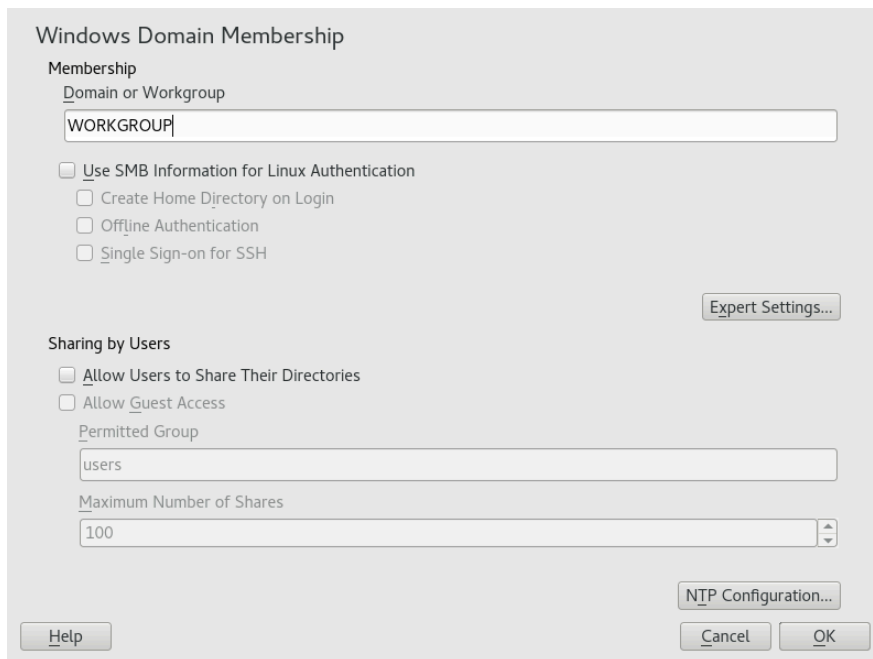 Windows Domain Membership
Membership
Domain or Workgroup
WORKGROUP
Use SMB Information for Linux Authentication
Create Home Directory on Login
Offline Authentication
Single Sign-on for SSH
Expert Settings...
Sharing by Users
Allow Users to Share Their Directories
Allow Guest Access
Permitted Group
users
Maximum Number of Shares
100
NTP Configuration...
Help Cancel OK